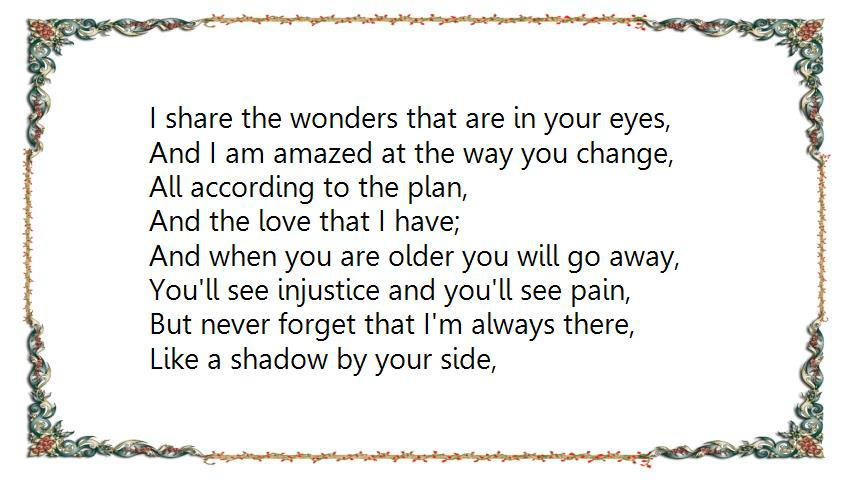 I share the wonders that are in your eyes,
And I am amazed at the way you change,
All according to the plan,
And the love that I have;
And when you are older you will go away,
You'll see injustice and you'll see pain,
But never forget that I'm always there,
Like a shadow by your side,